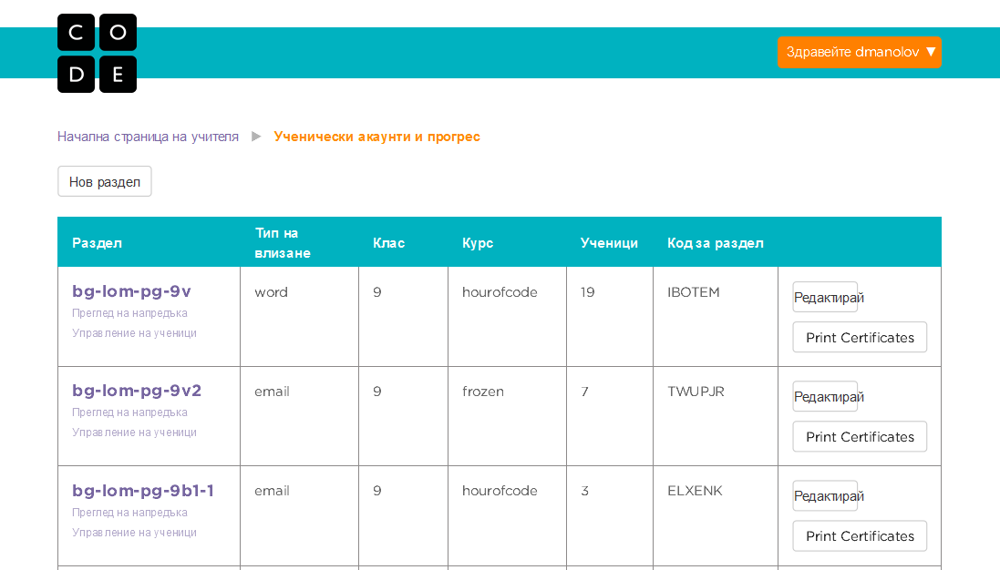 C O
D E
Здравейте dmanolov ▼
Начална страница на учителя ► Ученически акаунти и прогрес
Нов раздел
Раздел Тип на влизане Клас Курс Ученици Код за раздел
bg-lom-pg-9v word 9 hourofcode 19 IBOTEM Редактирай
Преглед на напредъка
Управление на ученици Print Certificates
bg-lom-pg-9v2 email 9 frozen 7 TWUPJR Редактирай
Преглед на напредъка
Управление на ученици Print Certificates
bg-lom-pg-9b1-1 email 9 hourofcode 3 ELXENK Редактирай
Преглед на напредъка
Управление на ученици Print Certificates